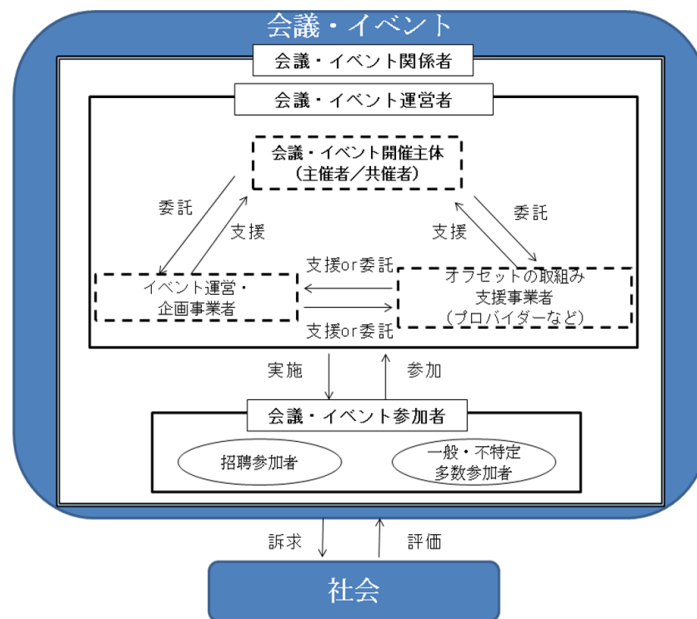 会議・イベント
会議・イベント関係者
会議・イベント運営者
会議・イベント開催主体
(主催者／共催者)
委託
支援
支援
委託
支援or委託
イベント運営・
企画事業者
オフセットの取組み
支援事業者
(プロバイダーなど)
支援or委託
実施
参加
会議・イベント参加者
招聘参加者
一般・不特定
多数参加者
訴求
評価
社会